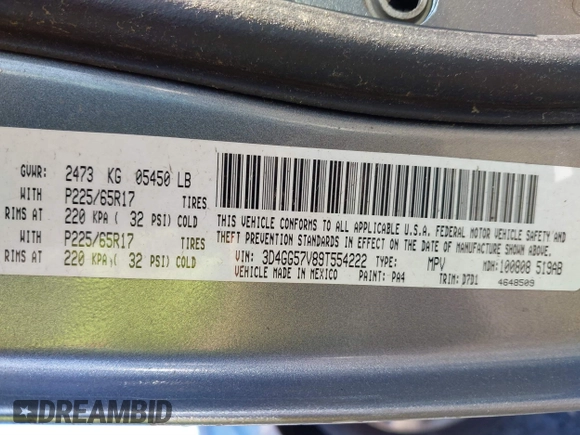 GVWR: 2473 KG 05450 LB
WITH P225/65R17 TIRES
RIMS AT 220 KPA ( 32 PSI) COLD
WITH P225/65R17 TIRES
RIMS AT 220 KPA ( 32 PSI) COLD
THIS VEHICLE CONFORMS TO ALL APPLICABLE U.S.A. FEDERAL MOTOR VEHICLE SAFETY AND
THEFT PREVENTION STANDARDS IN EFFECT ON THE DATE OF MANUFACTURE SHOWN ABOVE.
VIN: 3D4GG57V89T554222 TYPE: MPV MDH: 100808 519AB
VEHICLE MADE IN MEXICO PAINT: PA4 TRIM: D7D1 4648509
DREAMBID